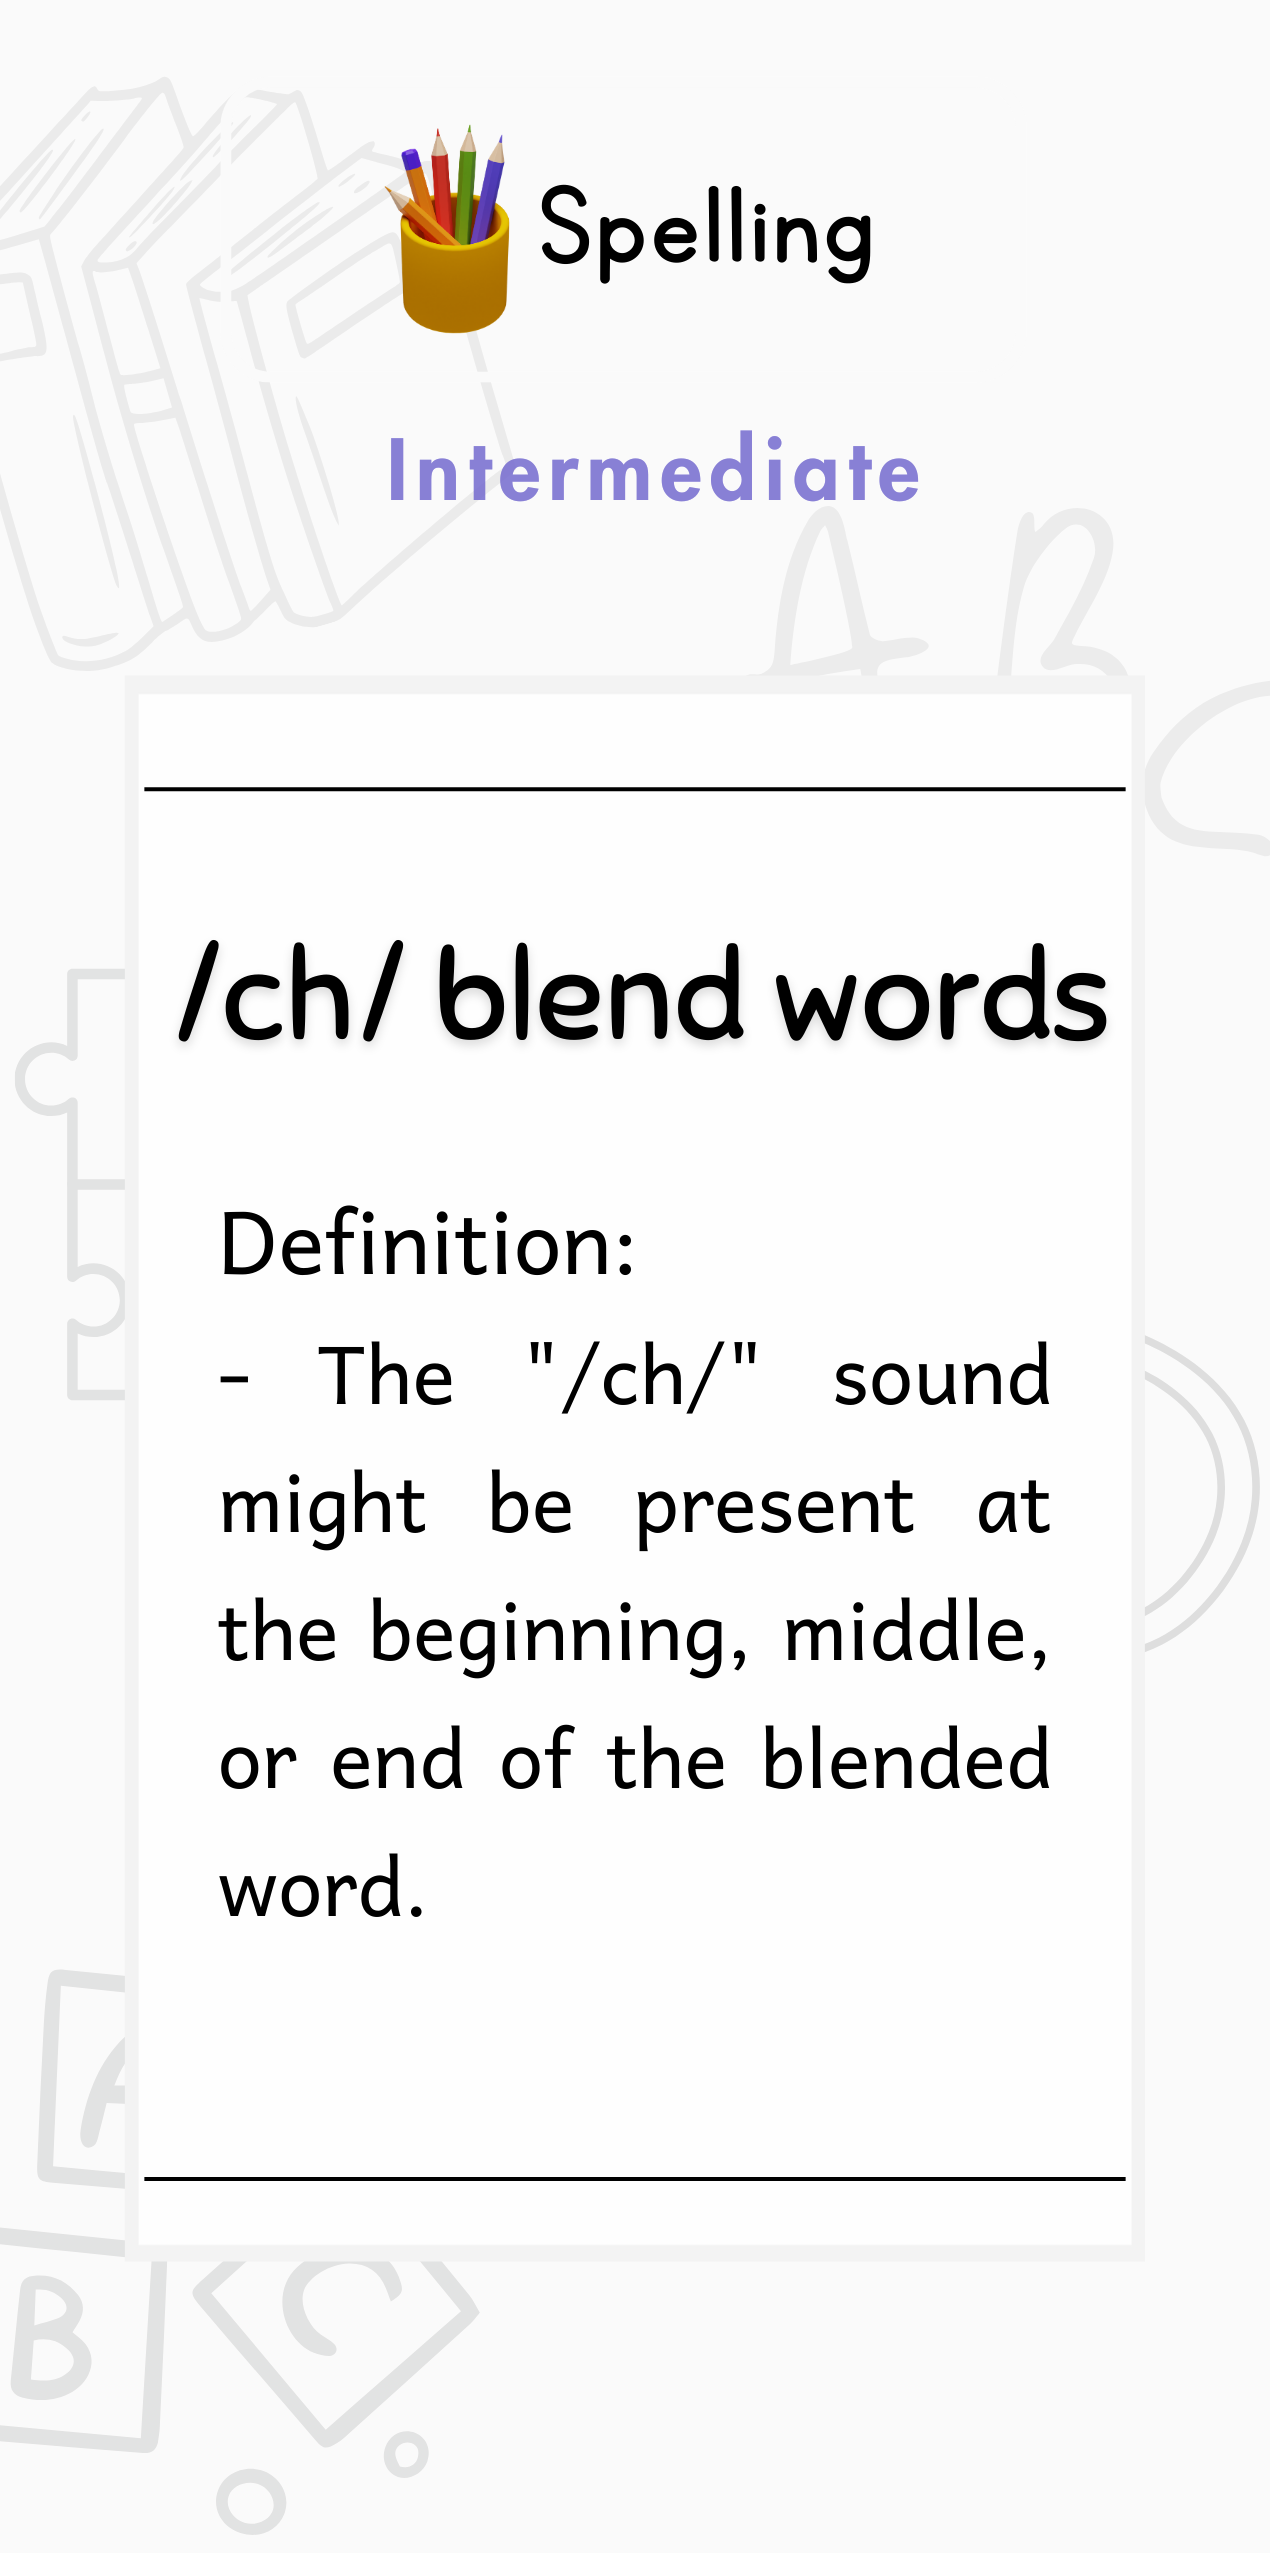 Spelling
Intermediate
A B
C
/ch/ blend words
Definition:
- The "/ch/" sound
might be present at
the beginning, middle,
or end of the blended
word.
A
B C